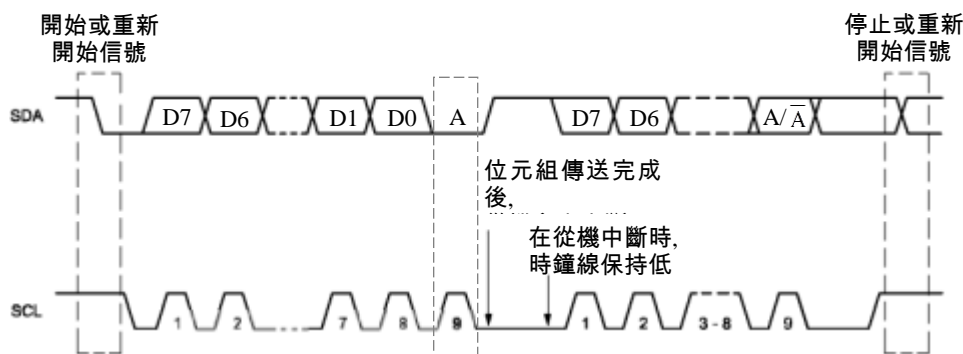 開始或重新
開始信號
停止或重新
開始信號
SDA
D7 D6 D1 D0 A D7 D6 A/A̅
位元組傳送完成
後,
在從機中斷時,
時鐘線保持低
SCL
1 2 7 8 9 1 2 3 - 8 9